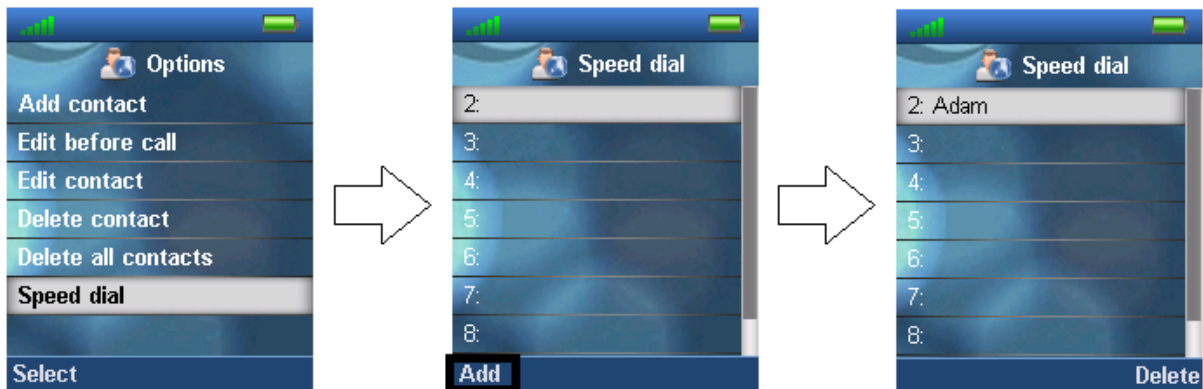 Options
Add contact
Edit before call
Edit contact
Delete contact
Delete all contacts
Speed dial
Select
Speed dial
2:
3:
4:
5:
6:
7:
8:
Add
Speed dial
2: Adam
3:
4:
5:
6:
7:
8:
Delete